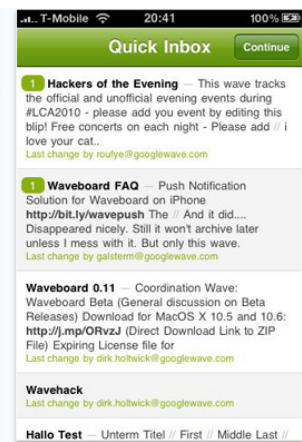 T-Mobile 20:41 100%
Quick Inbox Continue
1 Hackers of the Evening — This wave tracks
the official and unofficial evening events during
#LCA2010 - please add you event by editing this
blip! Free concerts on each night - Please add // i
love your cat..
Last change by roufye@googlewave.com
1 Waveboard FAQ — Push Notification
Solution for Waveboard on iPhone
http://bit.ly/wavepush The // And it did....
Disappeared nicely. Still it won't archive later
unless I mess with it. But only this wave.
Last change by galsterm@googlewave.com
Waveboard 0.11 — Coordination Wave:
Waveboard Beta (General discussion on Beta
Releases) Download for MacOS X 10.5 and 10.6:
http://j.mp/ORvzJ (Direct Download Link to ZIP
File) Expiring License file for
Last change by dirk.holtwick@googlewave.com
Wavehack
Last change by dirk.holtwick@googlewave.com
Hallo Test — Unterm Titel // First // Middle Last //